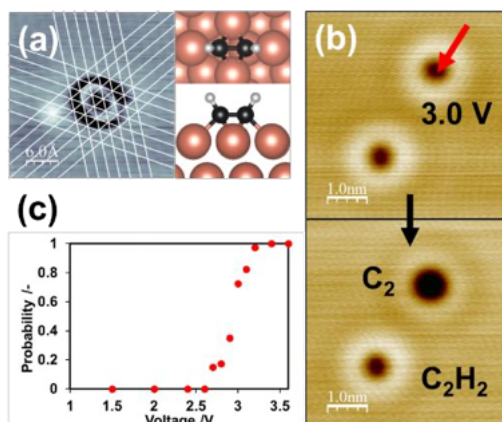 (a)
6.0Å
(b)
3.0 V
1.0nm
C₂
C₂H₂
1.0nm
(c)
Probability /-
1
0.8
0.6
0.4
0.2
0
1 1.5 2 2.5 3 3.5
Voltage /V